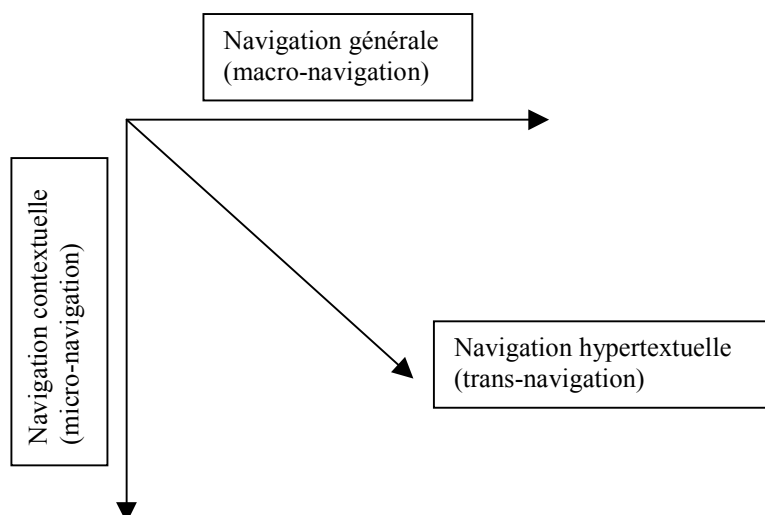 Navigation générale
(macro-navigation)
Navigation contextuelle
(micro-navigation)
Navigation hypertextuelle
(trans-navigation)